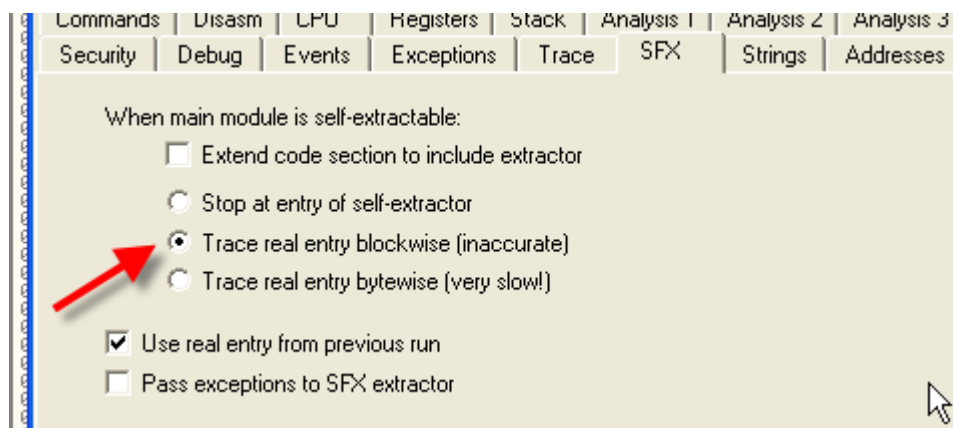 Commands Disasm CPU Registers Stack Analysis 1 Analysis 2 Analysis 3
Security Debug Events Exceptions Trace SFX Strings Addresses
When main module is self-extractable:
Extend code section to include extractor
Stop at entry of self-extractor
Trace real entry blockwise (inaccurate)
Trace real entry bytewise (very slow!)
Use real entry from previous run
Pass exceptions to SFX extractor